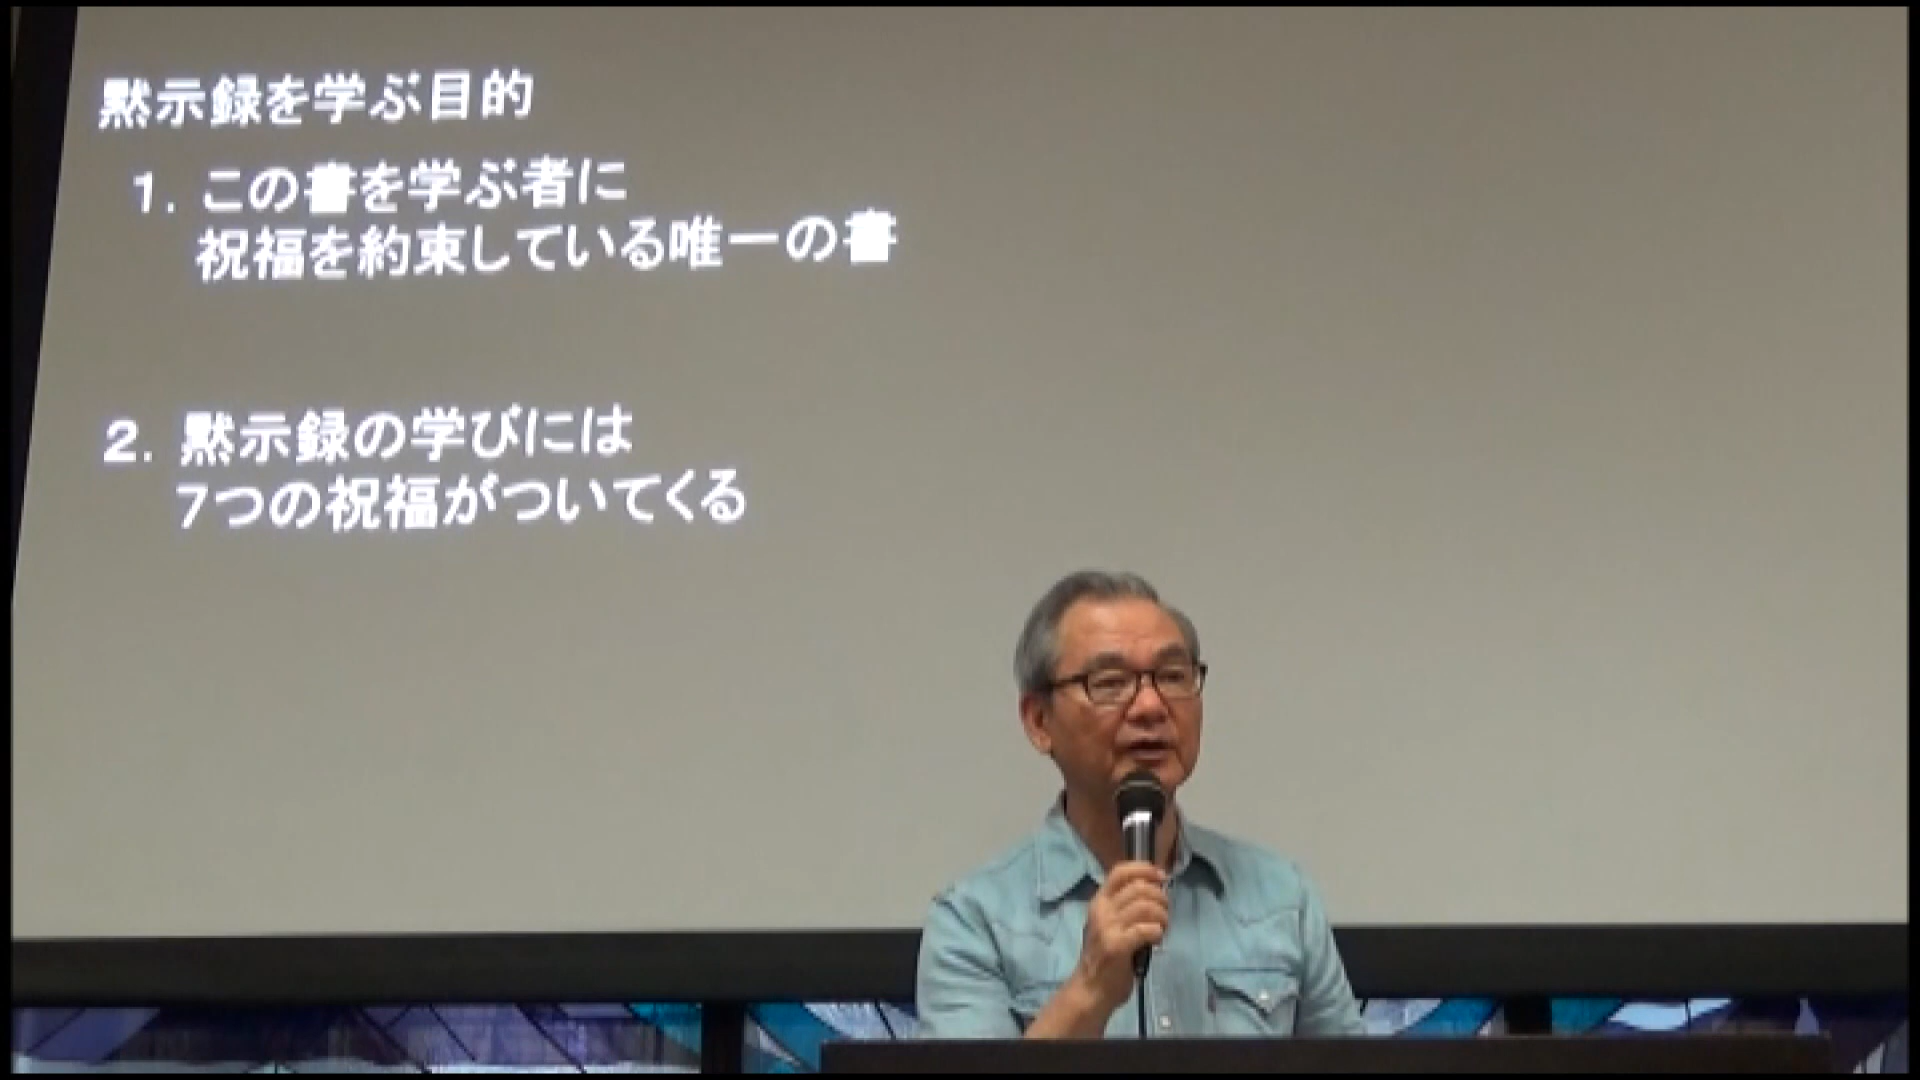 黙示録を学ぶ目的
1. この書を学ぶ者に
祝福を約束している唯一の書
2. 黙示録の学びには
7つの祝福がついてくる